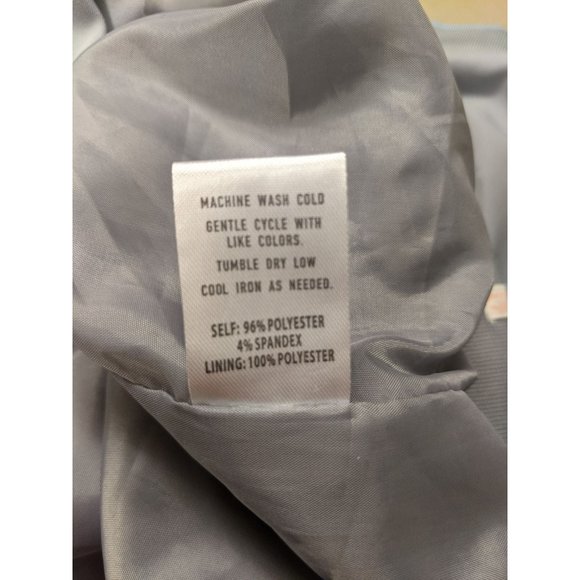 MACHINE WASH COLD
GENTLE CYCLE WITH
LIKE COLORS.
TUMBLE DRY LOW
COOL IRON AS NEEDED.
SELF: 96% POLYESTER
4% SPANDEX
LINING: 100% POLYESTER